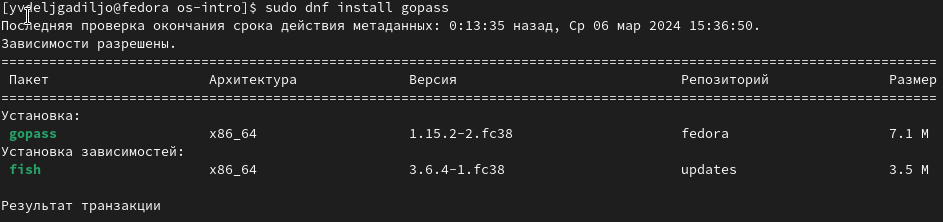 [yvdeljgadiljo@fedora os-intro]$ sudo dnf install gopass
Последняя проверка окончания срока действия метаданных: 0:13:35 назад, Ср 06 мар 2024 15:36:50.
Зависимости разрешены.
================================================================================
Пакет Архитектура Версия Репозиторий Размер
================================================================================
Установка:
gopass x86_64 1.15.2-2.fc38 fedora 7.1 M
Установка зависимостей:
fish x86_64 3.6.4-1.fc38 updates 3.5 M
Результат транзакции